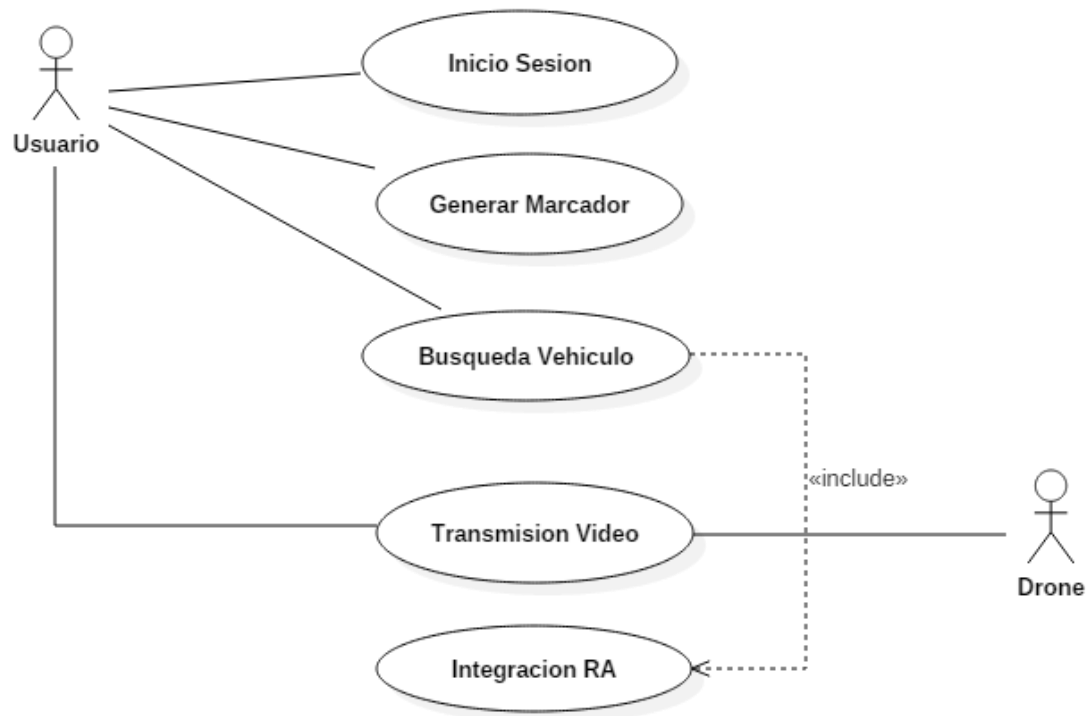 Inicio Sesion
Usuario
Generar Marcador
Busqueda Vehiculo
«include»
Transmision Video
Drone
Integracion RA